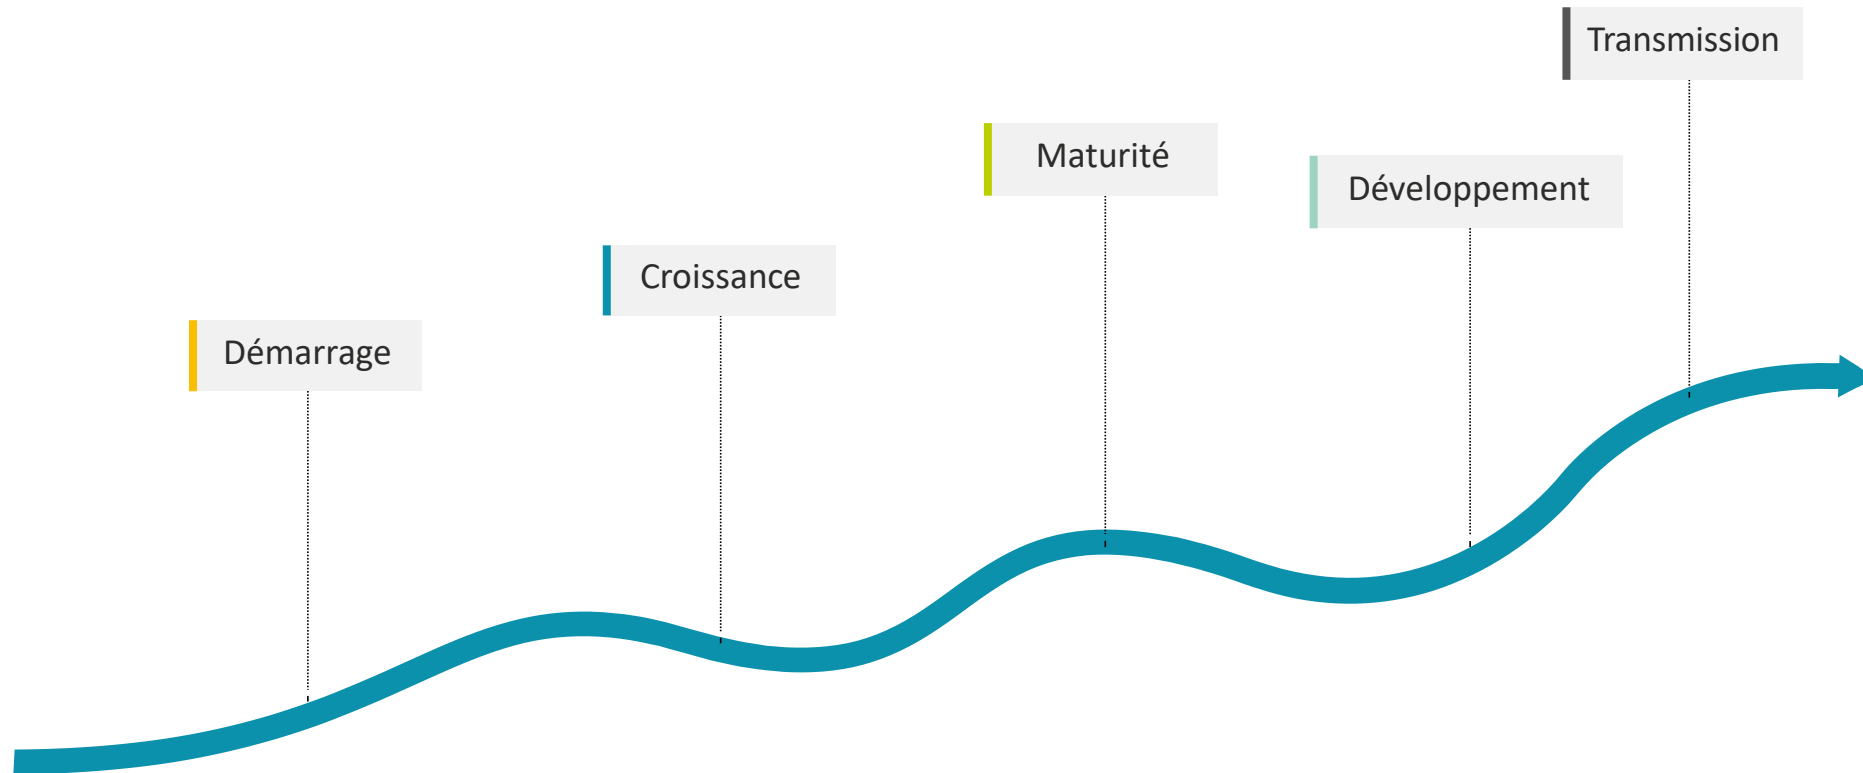 Démarrage
Croissance
Maturité
Développement
Transmission